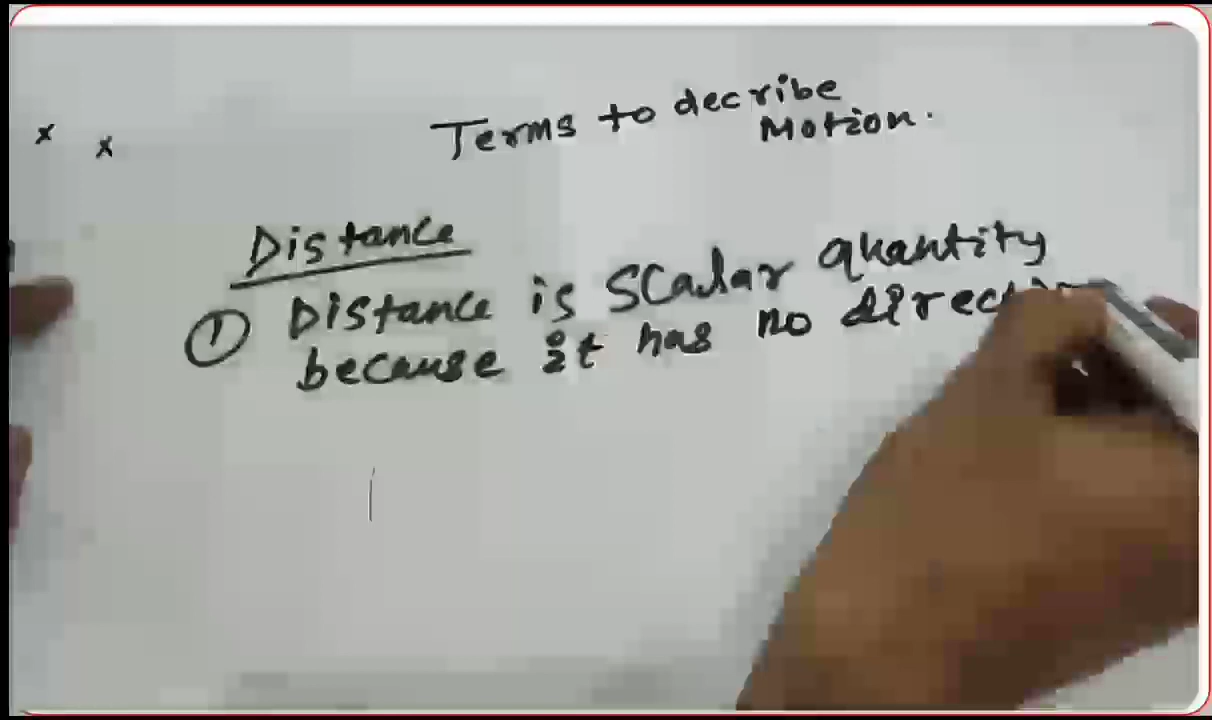 x x
Terms to decribe
Motion.
Distance
① Distance is Scalar quantity
because it has no